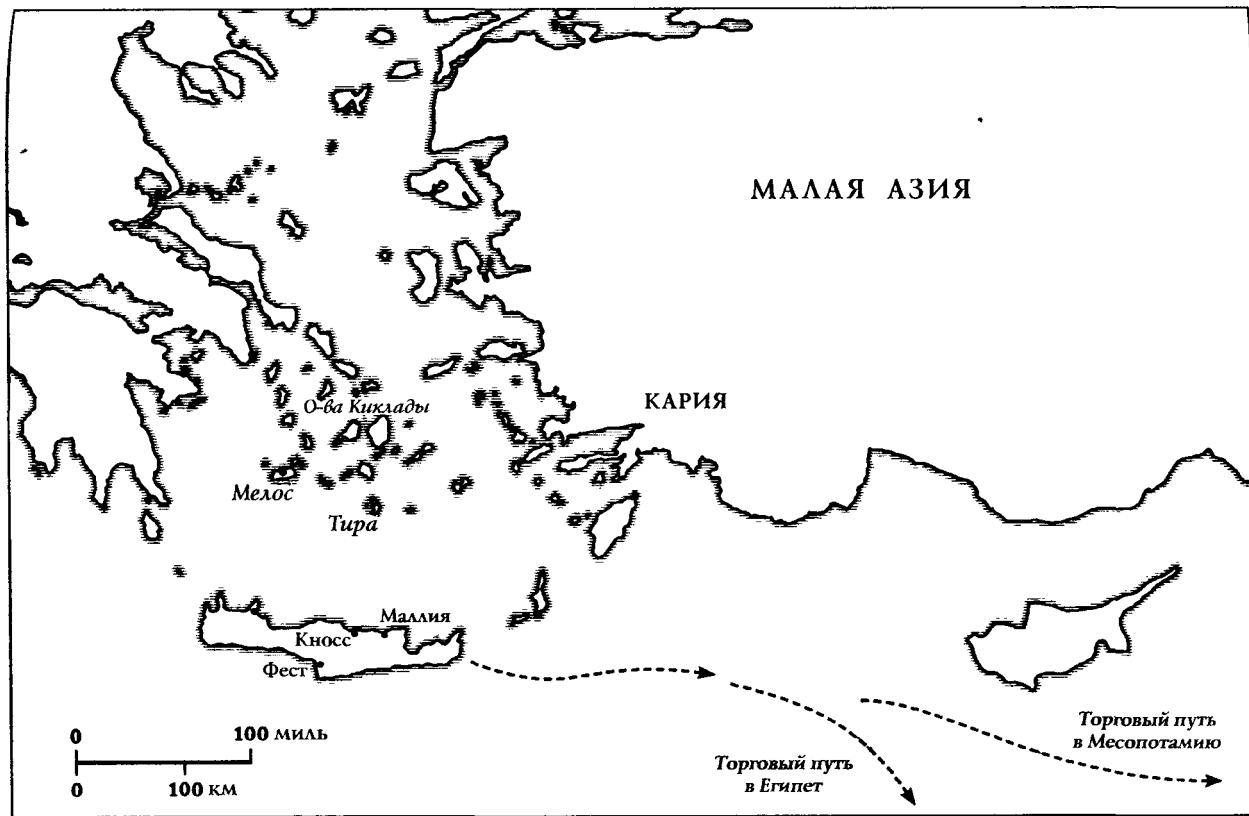 МАЛАЯ АЗИЯ
КАРИЯ
О-ва Киклады
Мелос
Тира
Маллия
Кносс
Фест
0 100 миль
0 100 км
Торговый путь
в Египет
Торговый путь
в Месопотамию